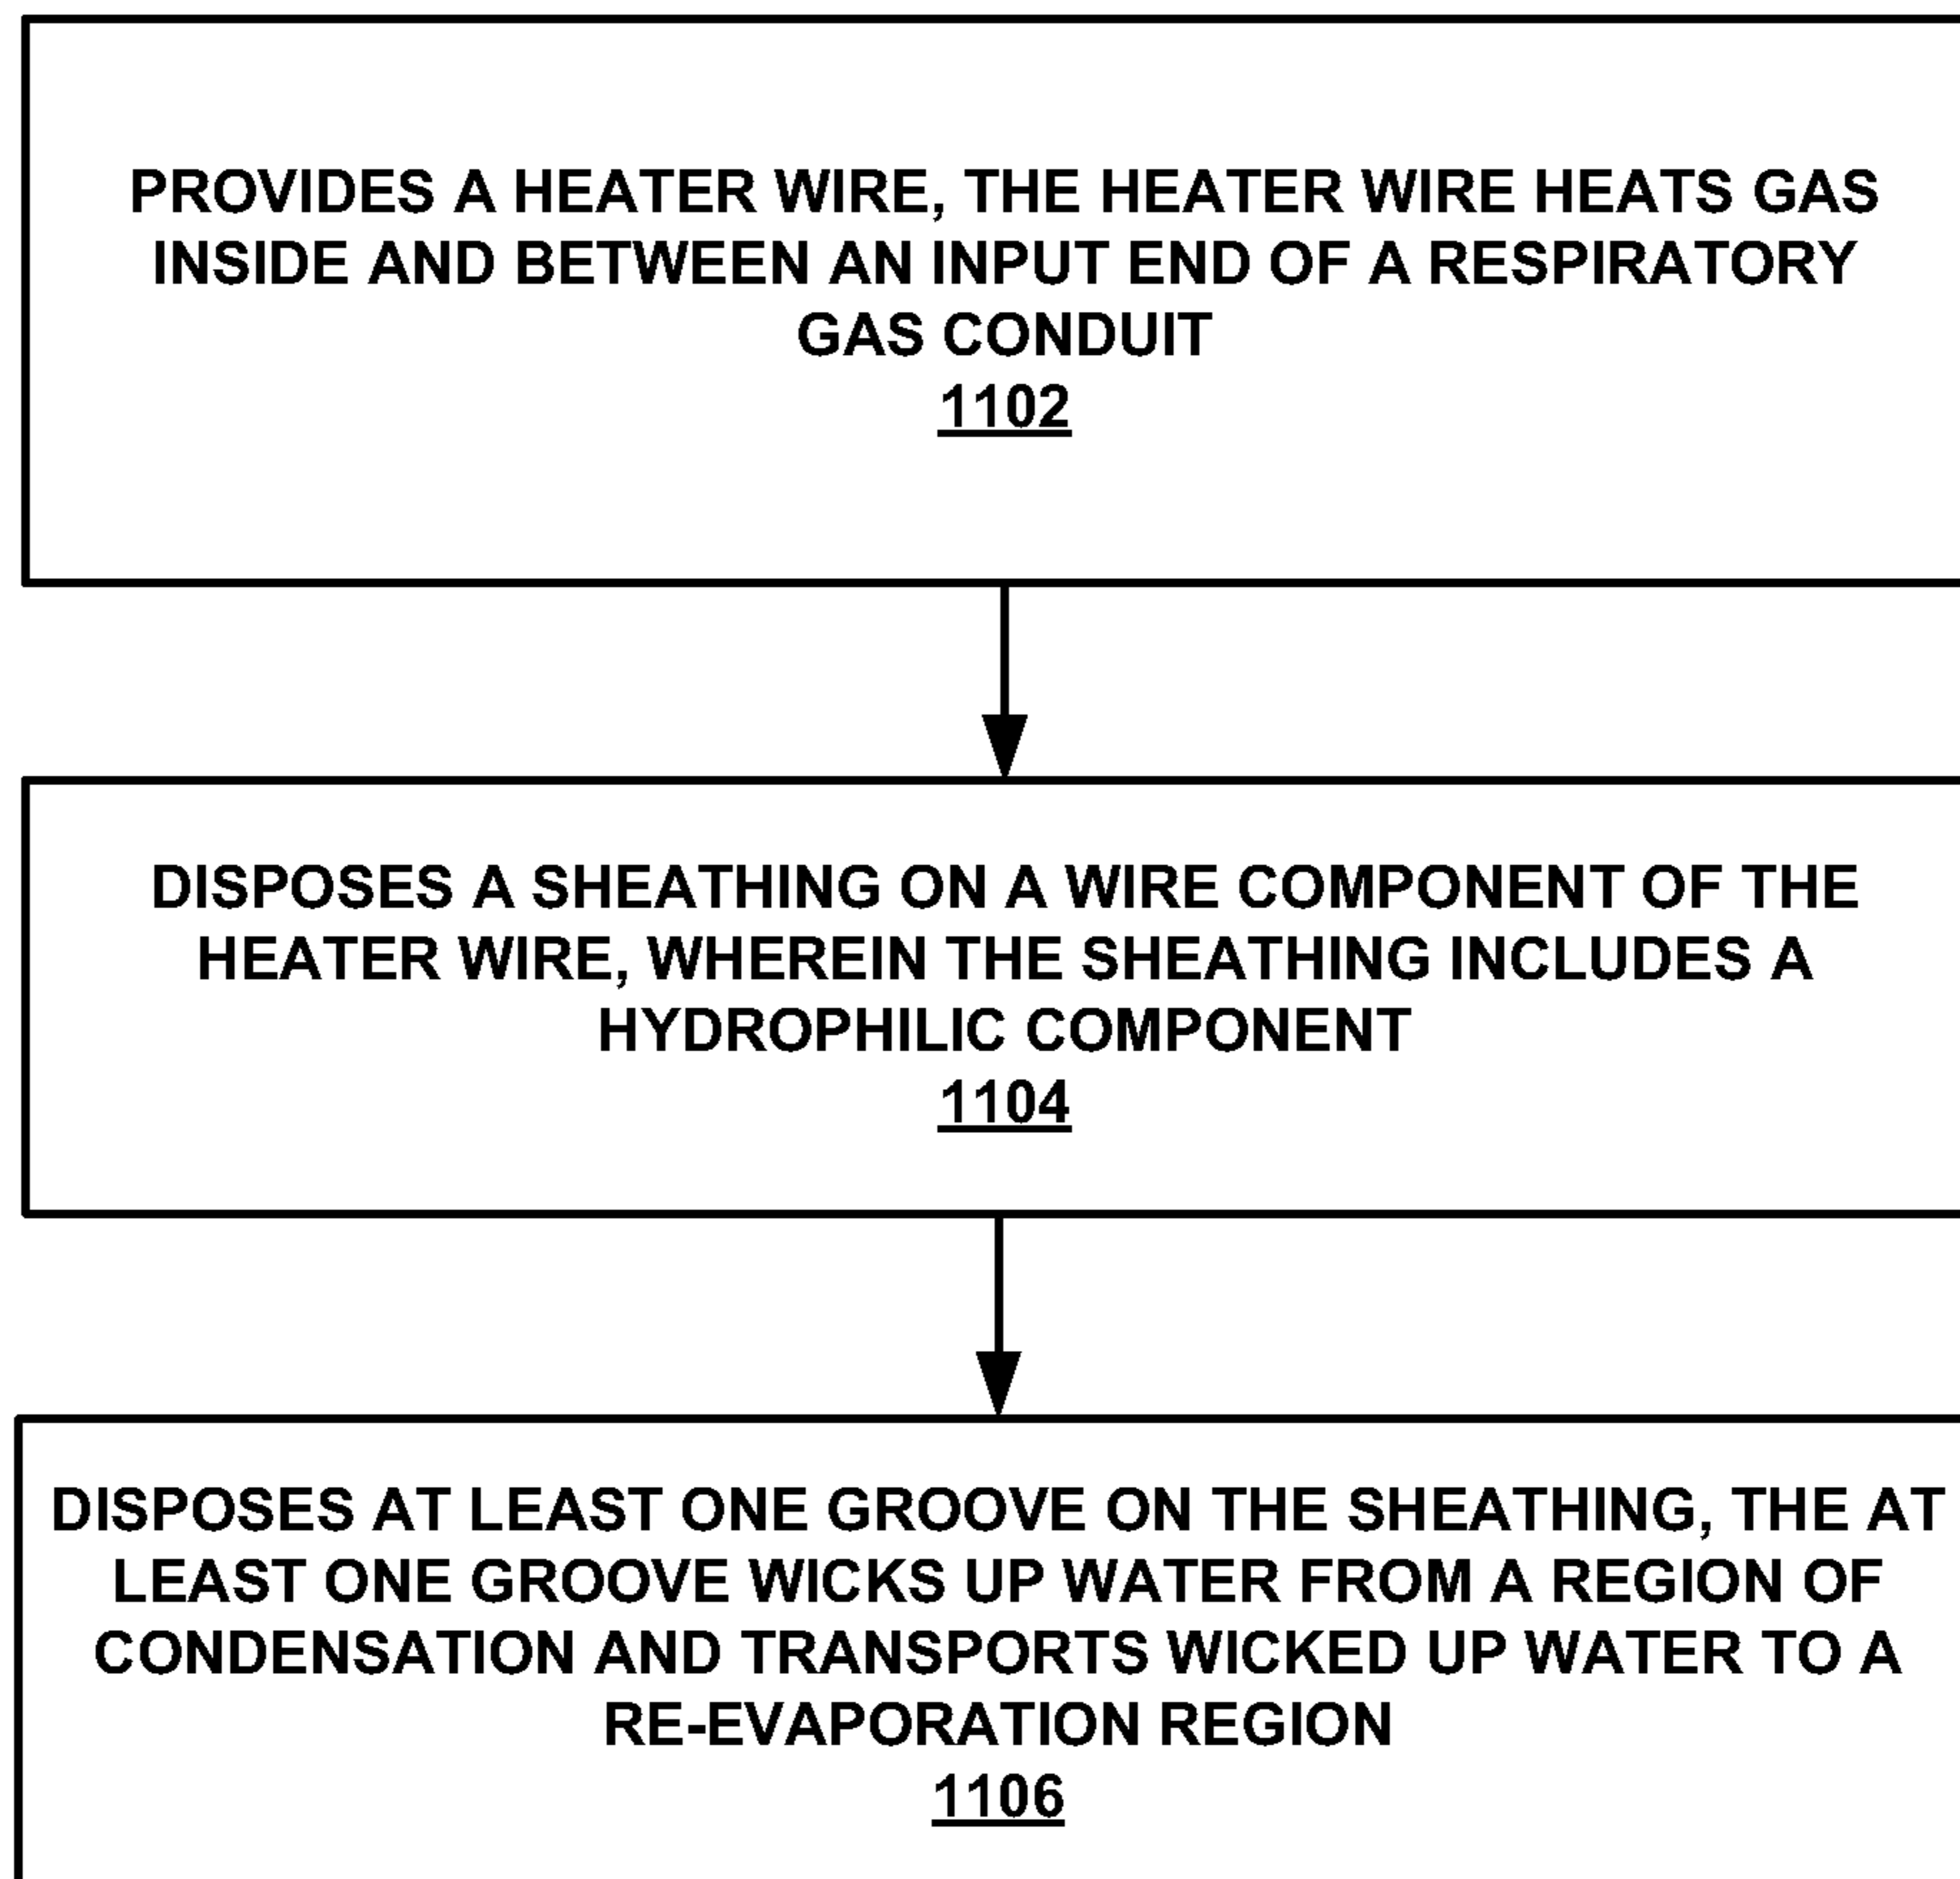 PROVIDES A HEATER WIRE, THE HEATER WIRE HEATS GAS
INSIDE AND BETWEEN AN INPUT END OF A RESPIRATORY
GAS CONDUIT
1102
DISPOSES A SHEATHING ON A WIRE COMPONENT OF THE
HEATER WIRE, WHEREIN THE SHEATHING INCLUDES A
HYDROPHILIC COMPONENT
1104
DISPOSES AT LEAST ONE GROOVE ON THE SHEATHING, THE AT
LEAST ONE GROOVE WICKS UP WATER FROM A REGION OF
CONDENSATION AND TRANSPORTS WICKED UP WATER TO A
RE-EVAPORATION REGION
1106